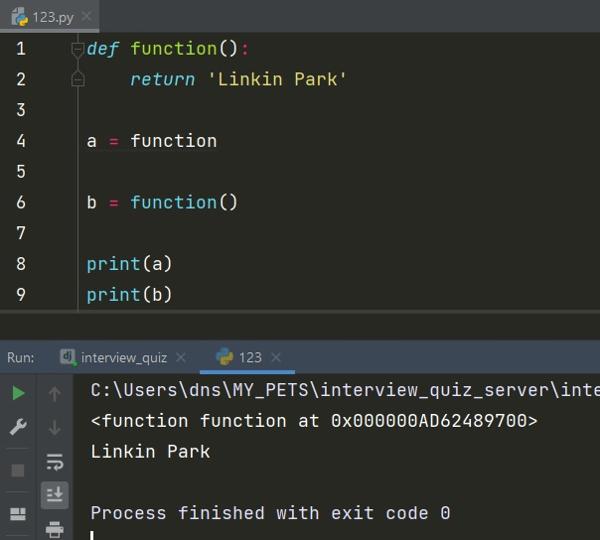 123.py
1 def function():
2     return 'Linkin Park'
3
4 a = function
5
6 b = function()
7
8 print(a)
9 print(b)
Run: interview_quiz 123
C:\Users\dns\MY_PETS\interview_quiz_server\inte
<function function at 0x000000AD62489700>
Linkin Park
Process finished with exit code 0